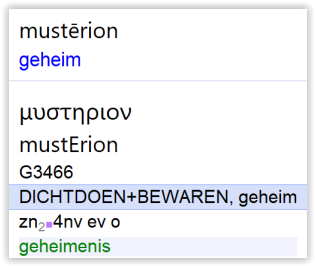 mustērion
geheim
μυστηριον
mustErion
G3466
DICHTDOEN+BEWAREN, geheim
zn₂▪4nv ev o
geheimenis